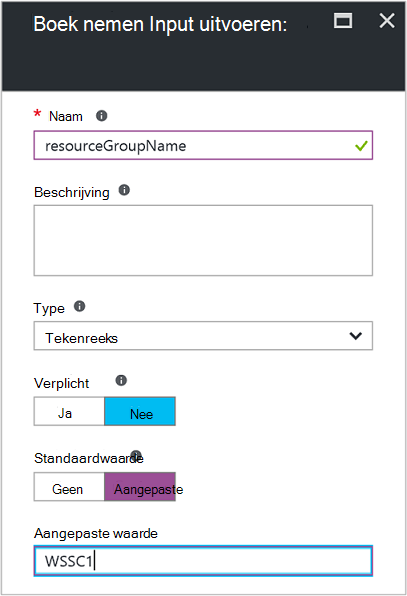 Boek nemen Input uitvoeren:
* Naam
resourceGroupName
Beschrijving
Type
Tekenreeks
Verplicht
Ja Nee
Standaardwaarde
Geen Aangepaste
Aangepaste waarde
WSSC1